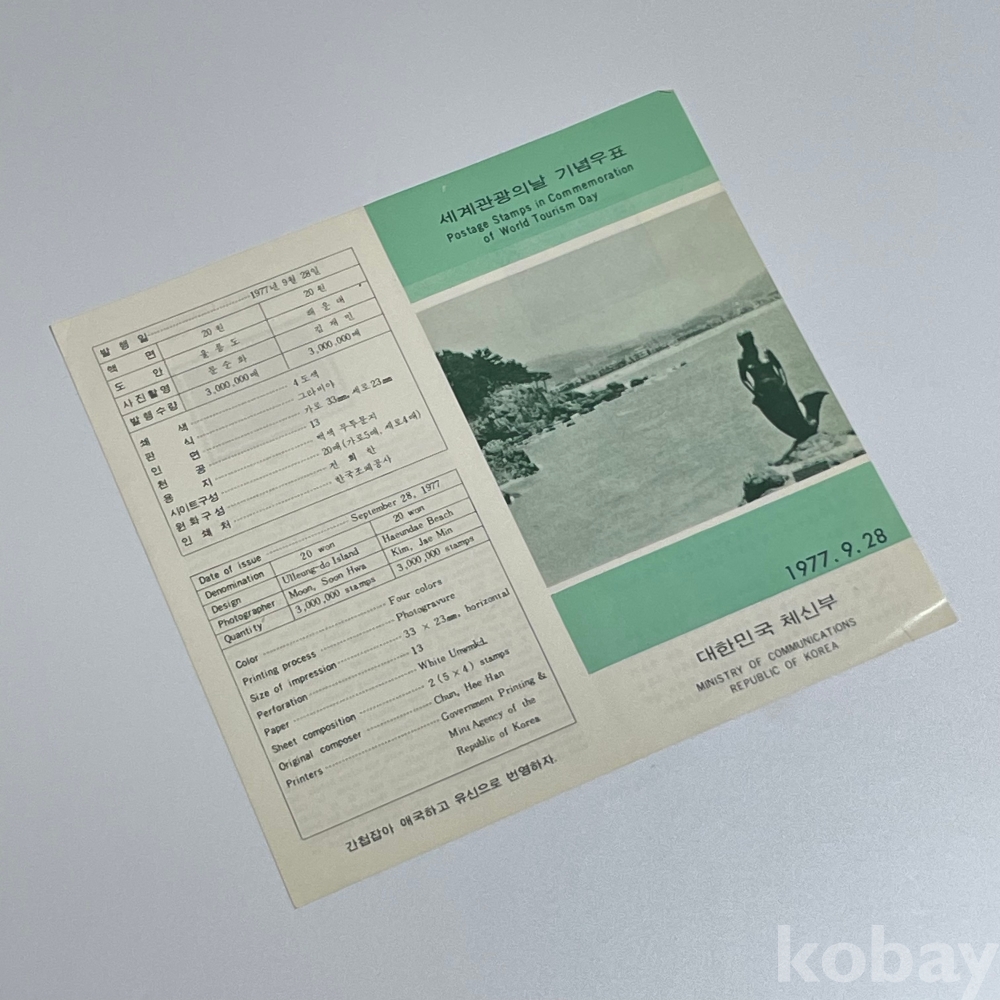 발행일 1977년 9월 28일
액면 20원 20원
도안 울릉도 해운대
사진촬영 문순화 김재민
발행수량 3,000,000매 3,000,000매
쇄색 4도색
판식 그라비아
인면 가로 33㎜, 세로 23㎜
천공 13
용지 백색 무투문지
시이트구성 20매(가로5매, 세로4매)
원화구성 전희한
인쇄처 한국조폐공사
Date of issue September 28, 1977
Denomination 20 won 20 won
Design Ulleung-do Island Haeundae Beach
Photographer Moon, Soon Hwa Kim, Jae Min
Quantity 3,000,000 stamps 3,000,000 stamps
Color Four colors
Printing process Photogravure
Size of impression 33 × 23㎜, horizontal
Perforation 13
Paper White Unwmkd.
Sheet composition 2 (5 × 4) stamps
Original composer Chun, Hee Han
Printers Government Printing &
Mint Agency of the
Republic of Korea
간첩잡아 애국하고 유신으로 번영하자.
세계관광의날 기념우표
Postage Stamps in Commemoration
of World Tourism Day
1977.9.28
대한민국 체신부
MINISTRY OF COMMUNICATIONS
REPUBLIC OF KOREA
kobay